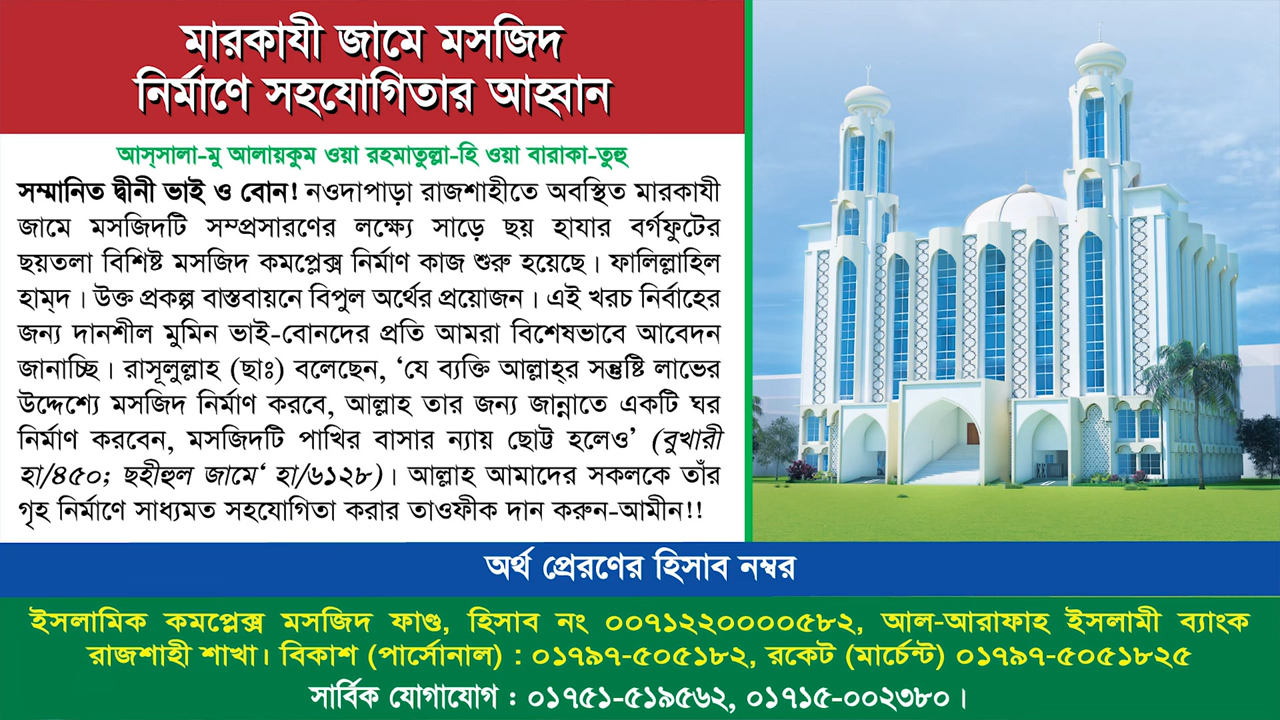 মারকাযী জামে মসজিদ
নির্মাণে সহযোগিতার আহ্বান
আস্সালা-মু আলায়কুম ওয়া রহমাতুল্লা-হি ওয়া বারাকা-তুহু
সম্মানিত দ্বীনী ভাই ও বোন! নওদাপাড়া রাজশাহীতে অবস্থিত মারকাযী
জামে মসজিদটি সম্প্রসারণের লক্ষ্যে সাড়ে ছয় হাযার বর্গফুটের
ছয়তলা বিশিষ্ট মসজিদ কমপ্লেক্স নির্মাণ কাজ শুরু হয়েছে। ফালিল্লাহিল
হাম্দ। উক্ত প্রকল্প বাস্তবায়নে বিপুল অর্থের প্রয়োজন। এই খরচ নির্বাহের
জন্য দানশীল মুমিন ভাই-বোনদের প্রতি আমরা বিশেষভাবে আবেদন
জানাচ্ছি। রাসূলুল্লাহ (ছাঃ) বলেছেন, ‘যে ব্যক্তি আল্লাহ্‌র সন্তুষ্টি লাভের
উদ্দেশ্যে মসজিদ নির্মাণ করবে, আল্লাহ তার জন্য জান্নাতে একটি ঘর
নির্মাণ করবেন, মসজিদটি পাখির বাসার ন্যায় ছোট্ট হলেও’ (বুখারী
হা/৪৫০; ছহীহুল জামে‘ হা/৬১২৮)। আল্লাহ আমাদের সকলকে তাঁর
গৃহ নির্মাণে সাধ্যমত সহযোগিতা করার তাওফীক দান করুন-আমীন!!
অর্থ প্রেরণের হিসাব নম্বর
ইসলামিক কমপ্লেক্স মসজিদ ফাণ্ড, হিসাব নং ০০৭১২২০০০০৫৮২, আল-আরাফাহ ইসলামী ব্যাংক
রাজশাহী শাখা। বিকাশ (পার্সোনাল) : ০১৭৯৭-৫০৫১৮২, রকেট (মার্চেন্ট) ০১৭৯৭-৫০৫১৮২৫
সার্বিক যোগাযোগ : ০১৭৫১-৫১৯৫৬২, ০১৭১৫-০০২৩৮০।